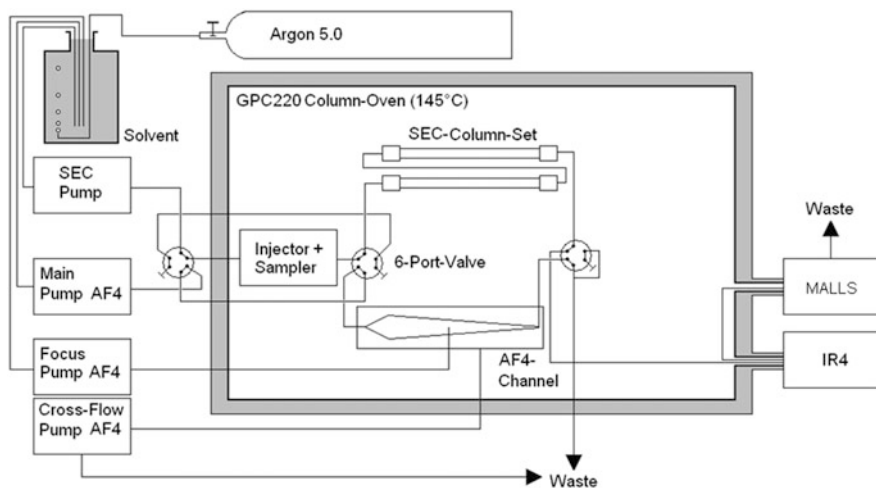 Argon 5.0
GPC220 Column-Oven (145°C)
Solvent
SEC-Column-Set
SEC
Pump
Waste
Injector +
Sampler
6-Port-Valve
Main
Pump AF4
MALLS
Focus
Pump AF4
AF4-
Channel
IR4
Cross-Flow
Pump AF4
Waste